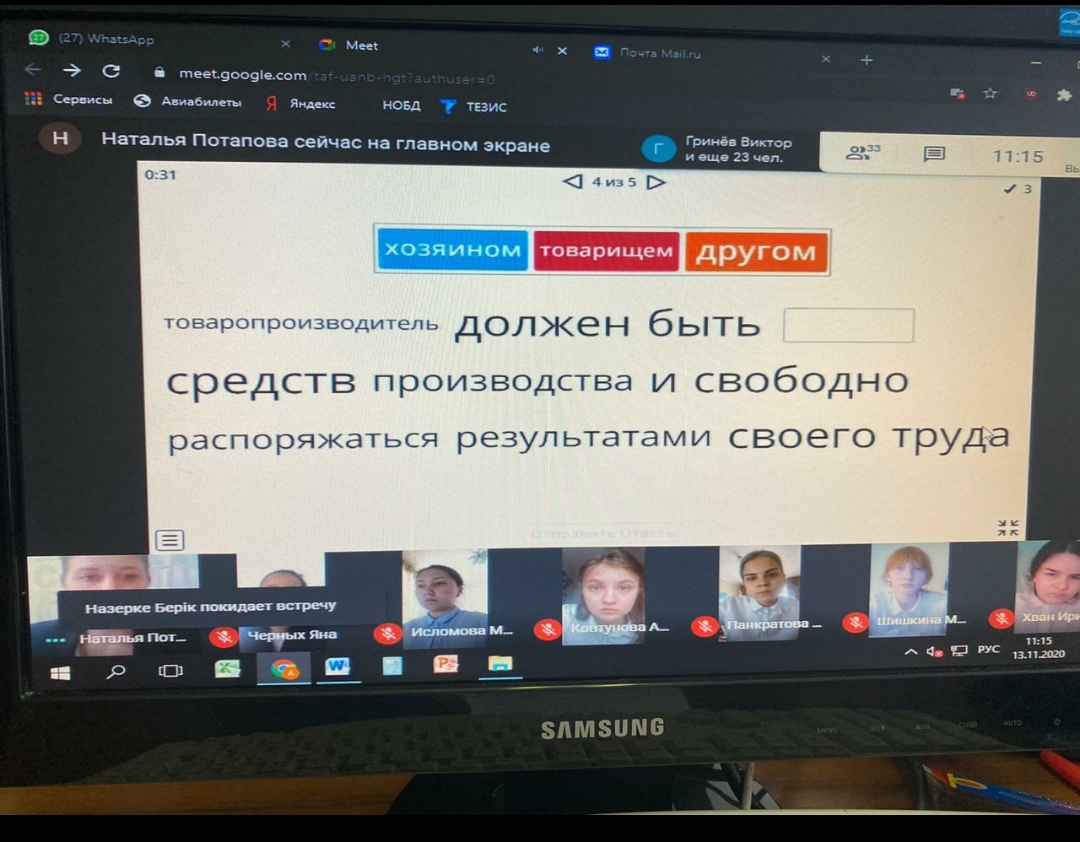 (27) WhatsApp
Meet
Почта Mail.ru
meet.google.com/taf-uanb-hgt?authuser=0
Сервисы Авиабилеты Яндекс НОБД ТЕЗИС
Н Наталья Потапова сейчас на главном экране
Г Гринёв Виктор
и еще 23 чел.
33
11:15
0:31
4 из 5
3
хозяином товарищем другом
товаропроизводитель должен быть
средств производства и свободно
распоряжаться результатами своего труда
Отправить ответы
Назерке Берік покидает встречу
Наталья Пот...
Черных Яна
Исломова М...
Ковтунова А...
Панкратова ...
Шишкина М...
Хван Ири
РУС
11:15
13.11.2020
SAMSUNG
MENU
AUTO